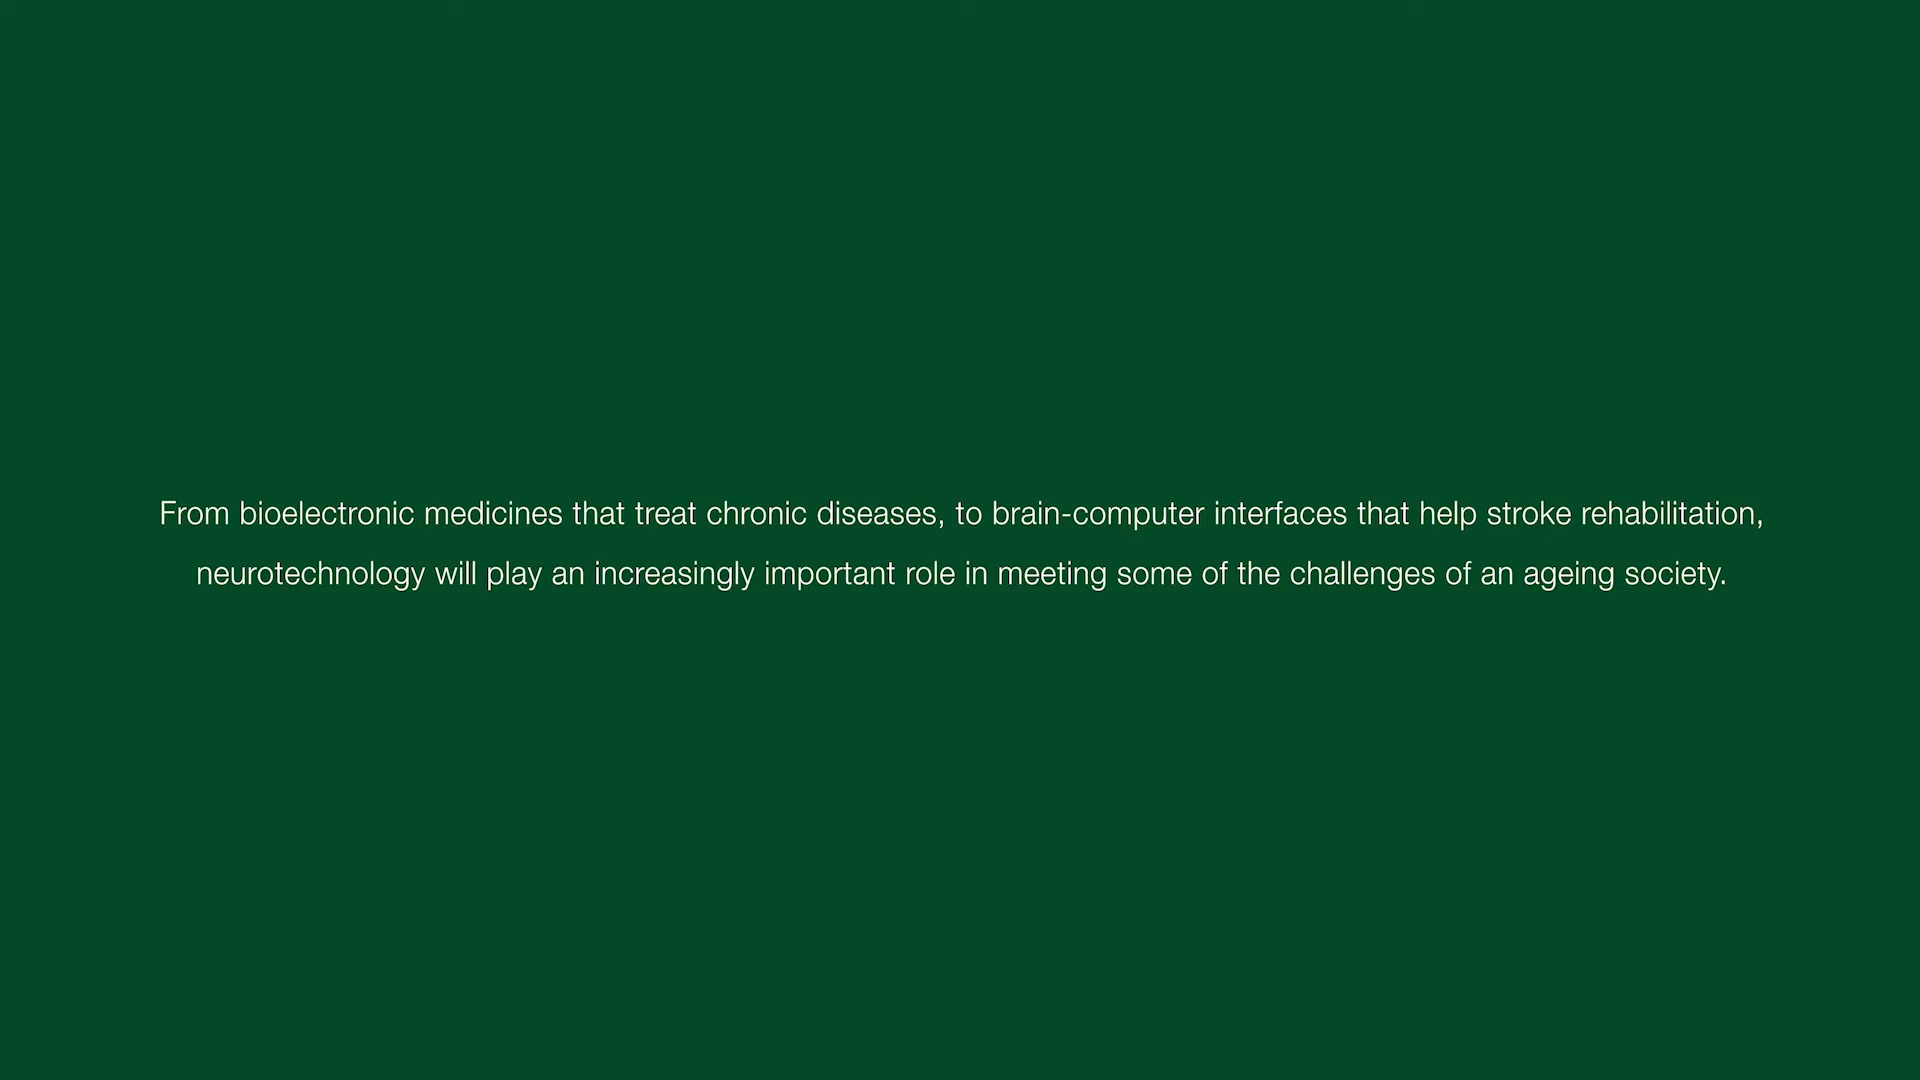 From bioelectronic medicines that treat chronic diseases, to brain-computer interfaces that help stroke rehabilitation,
neurotechnology will play an increasingly important role in meeting some of the challenges of an ageing society.